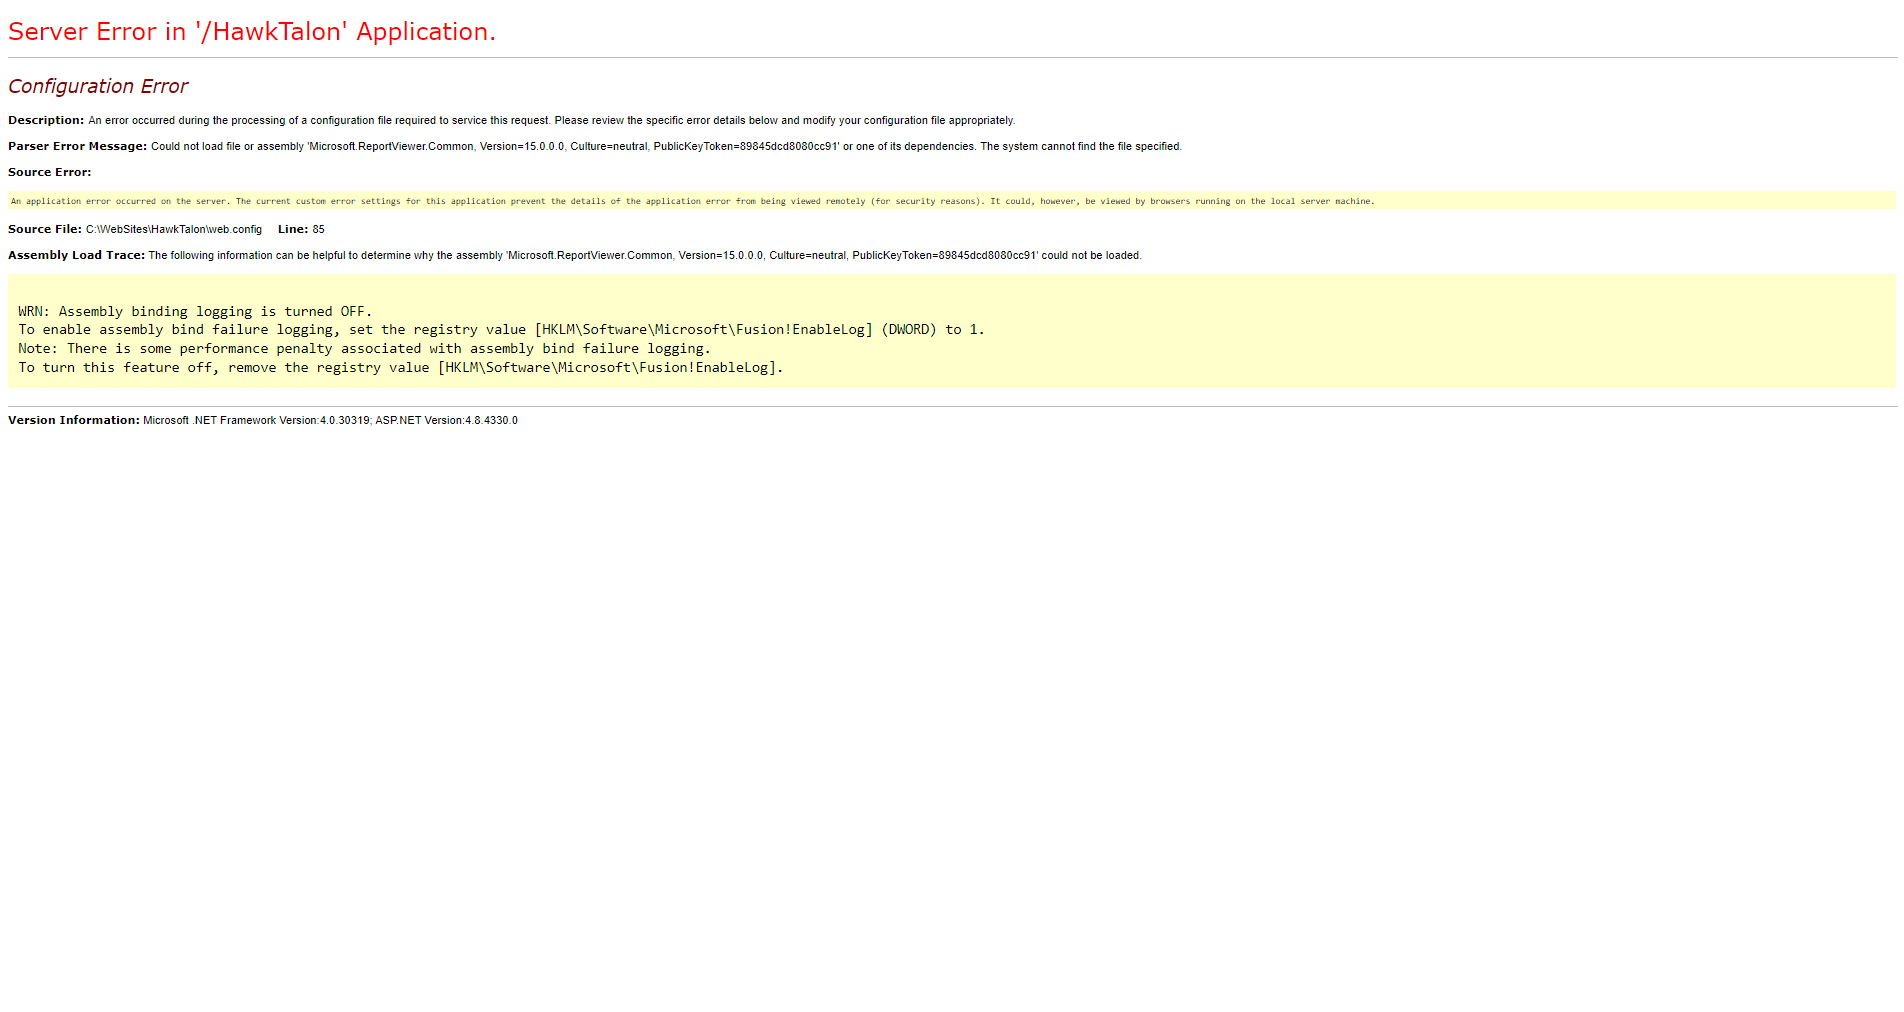 Server Error in '/HawkTalon' Application.
Configuration Error
Description: An error occurred during the processing of a configuration file required to service this request. Please review the specific error details below and modify your configuration file appropriately.
Parser Error Message: Could not load file or assembly 'Microsoft.ReportViewer.Common, Version=15.0.0.0, Culture=neutral, PublicKeyToken=89845dcd8080cc91' or one of its dependencies. The system cannot find the file specified.
Source Error:
An application error occurred on the server. The current custom error settings for this application prevent the details of the application error from being viewed remotely (for security reasons). It could, however, be viewed by browsers running on the local server machine.
Source File: C:\WebSites\HawkTalon\web.config Line: 85
Assembly Load Trace: The following information can be helpful to determine why the assembly 'Microsoft.ReportViewer.Common, Version=15.0.0.0, Culture=neutral, PublicKeyToken=89845dcd8080cc91' could not be loaded.
WRN: Assembly binding logging is turned OFF.
To enable assembly bind failure logging, set the registry value [HKLM\Software\Microsoft\Fusion!EnableLog] (DWORD) to 1.
Note: There is some performance penalty associated with assembly bind failure logging.
To turn this feature off, remove the registry value [HKLM\Software\Microsoft\Fusion!EnableLog].
Version Information: Microsoft .NET Framework Version:4.0.30319; ASP.NET Version:4.8.4330.0